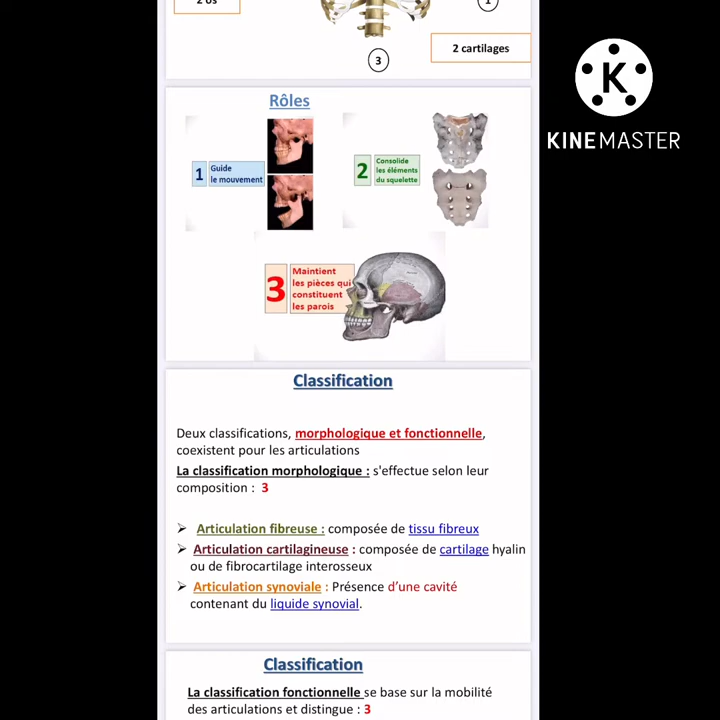 2 os
1
2 cartilages
3
K
KINEMASTER
Rôles
1 Guide
le mouvement
2 Consolide
les éléments
du squelette
3 Maintient
les pièces qui
constituent
les parois
Classification
Deux classifications, morphologique et fonctionnelle,
coexistent pour les articulations
La classification morphologique : s'effectue selon leur
composition : 3
➢ Articulation fibreuse : composée de tissu fibreux
➢ Articulation cartilagineuse : composée de cartilage hyalin
ou de fibrocartilage interosseux
➢ Articulation synoviale : Présence d'une cavité
contenant du liquide synovial.
Classification
La classification fonctionnelle se base sur la mobilité
des articulations et distingue : 3